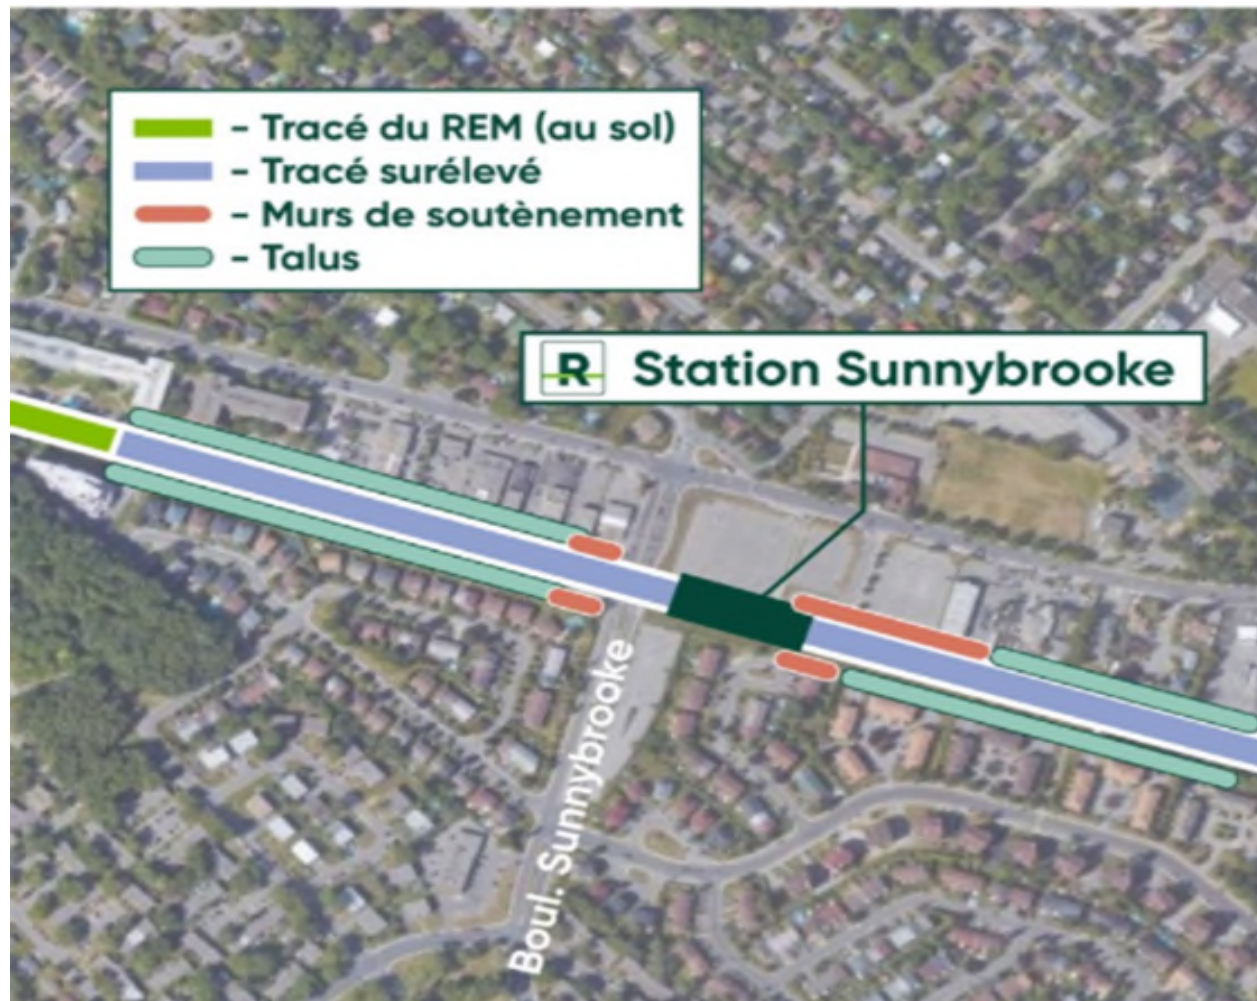 - Tracé du REM (au sol)
- Tracé surélevé
- Murs de soutènement
- Talus
R Station Sunnybrooke
Boul. Sunnybrooke